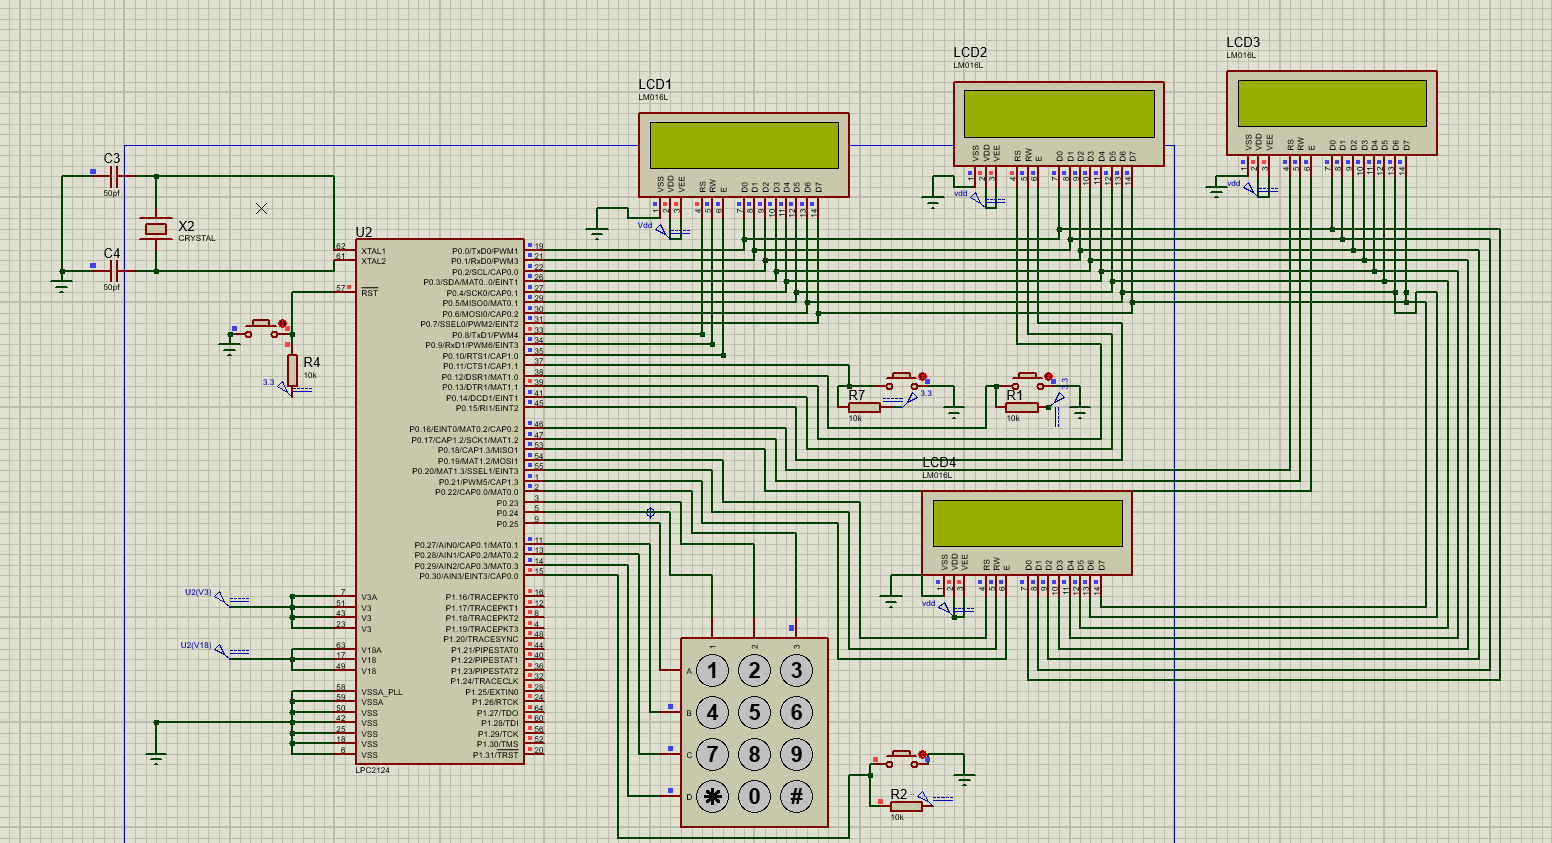 LCD1
LM016L
VSS
VDD
VEE
RS
RW
E
D0
D1
D2
D3
D4
D5
D6
D7
1
2
3
4
5
6
7
8
9
10
11
12
13
14
Vdd
LCD2
LM016L
VSS
VDD
VEE
RS
RW
E
D0
D1
D2
D3
D4
D5
D6
D7
1
2
3
4
5
6
7
8
9
10
11
12
13
14
vdd
LCD3
LM016L
VSS
VDD
VEE
RS
RW
E
D0
D1
D2
D3
D4
D5
D6
D7
1
2
3
4
5
6
7
8
9
10
11
12
13
14
vdd
C3
50pf
X2
CRYSTAL
C4
50pf
R4
10k
3.3
U2
62 XTAL1
61 XTAL2
57 RST
P0.0/TxD0/PWM1 19
P0.1/RxD0/PWM3 21
P0.2/SCL/CAP0.0 22
P0.3/SDA/MAT0..0/EINT1 26
P0.4/SCK0/CAP0.1 27
P0.5/MISO0/MAT0.1 29
P0.6/MOSI0/CAP0.2 30
P0.7/SSEL0/PWM2/EINT2 31
P0.8/TxD1/PWM4 33
P0.9/RxD1/PWM6/EINT3 34
P0.10/RTS1/CAP1.0 35
P0.11/CTS1/CAP1.1 37
P0.12/DSR1/MAT1.0 38
P0.13/DTR1/MAT1.1 39
P0.14/DCD1/EINT1 41
P0.15/RI1/EINT2 45
P0.16/EINT0/MAT0.2/CAP0.2 46
P0.17/CAP1.2/SCK1/MAT1.2 47
P0.18/CAP1.3/MISO1 53
P0.19/MAT1.2/MOSI1 54
P0.20/MAT1.3/SSEL1/EINT3 55
P0.21/PWM5/CAP1.3 1
P0.22/CAP0.0/MAT0.0 2
P0.23 3
P0.24 5
P0.25 9
P0.27/AIN0/CAP0.1/MAT0.1 11
P0.28/AIN1/CAP0.2/MAT0.2 13
P0.29/AIN2/CAP0.3/MAT0.3 14
P0.30/AIN3/EINT3/CAP0.0 15
7 V3A P1.16/TRACEPKT0 16
51 V3 P1.17/TRACEPKT1 12
43 V3 P1.18/TRACEPKT2 8
23 V3 P1.19/TRACEPKT3 4
P1.20/TRACESYNC 48
63 V18A P1.21/PIPESTAT0 44
17 V18 P1.22/PIPESTAT1 40
49 V18 P1.23/PIPESTAT2 36
P1.24/TRACECLK 32
58 VSSA_PLL P1.25/EXTIN0 28
59 VSSA P1.26/RTCK 24
50 VSS P1.27/TDO 64
42 VSS P1.28/TDI 60
25 VSS P1.29/TCK 56
18 VSS P1.30/TMS 52
6 VSS P1.31/TRST 20
LPC2124
U2(V3)
U2(V18)
R7
10k
3.3
R1
10k
3.3
LCD4
LM016L
VSS
VDD
VEE
RS
RW
E
D0
D1
D2
D3
D4
D5
D6
D7
1
2
3
4
5
6
7
8
9
10
11
12
13
14
vdd
1 2 3
A 1 2 3
B 4 5 6
C 7 8 9
D * 0 #
R2
10k